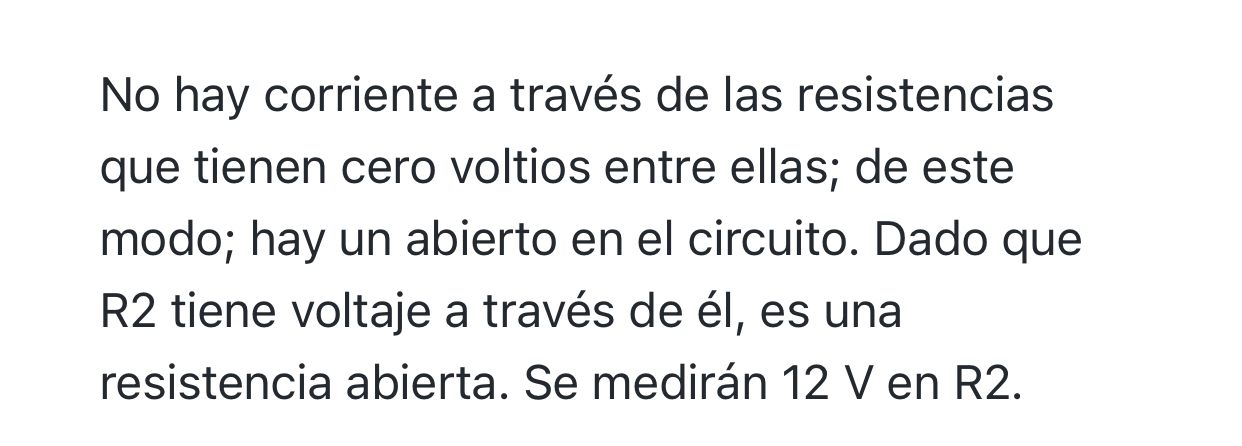 No hay corriente a través de las resistencias
que tienen cero voltios entre ellas; de este
modo; hay un abierto en el circuito. Dado que
R2 tiene voltaje a través de él, es una
resistencia abierta. Se medirán 12 V en R2.